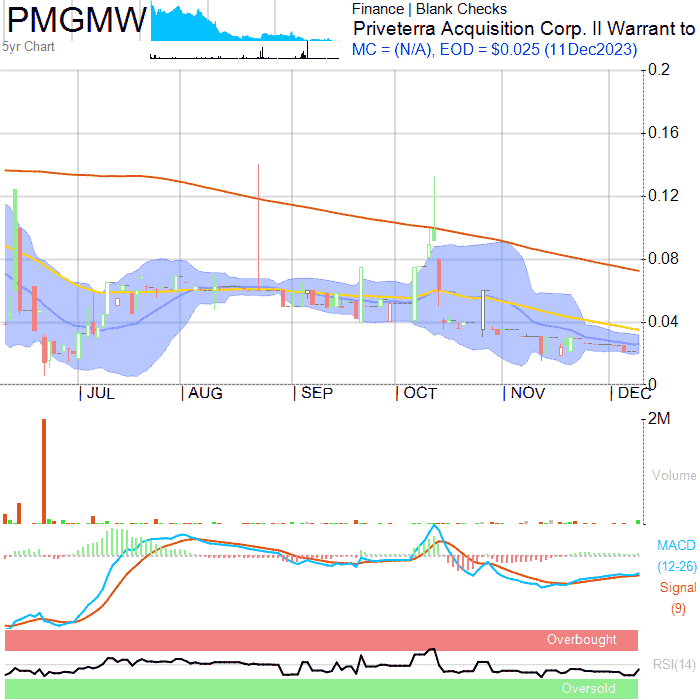 PMGMW
5yr Chart
Finance | Blank Checks
Priveterra Acquisition Corp. II Warrant to
MC = (N/A), EOD = $0.025 (11Dec2023)
0.2
0.16
0.12
0.08
0.04
0
JUL AUG SEP OCT NOV DEC
2M
Volume
MACD
(12-26)
Signal
(9)
Overbought
RSI(14)
Oversold